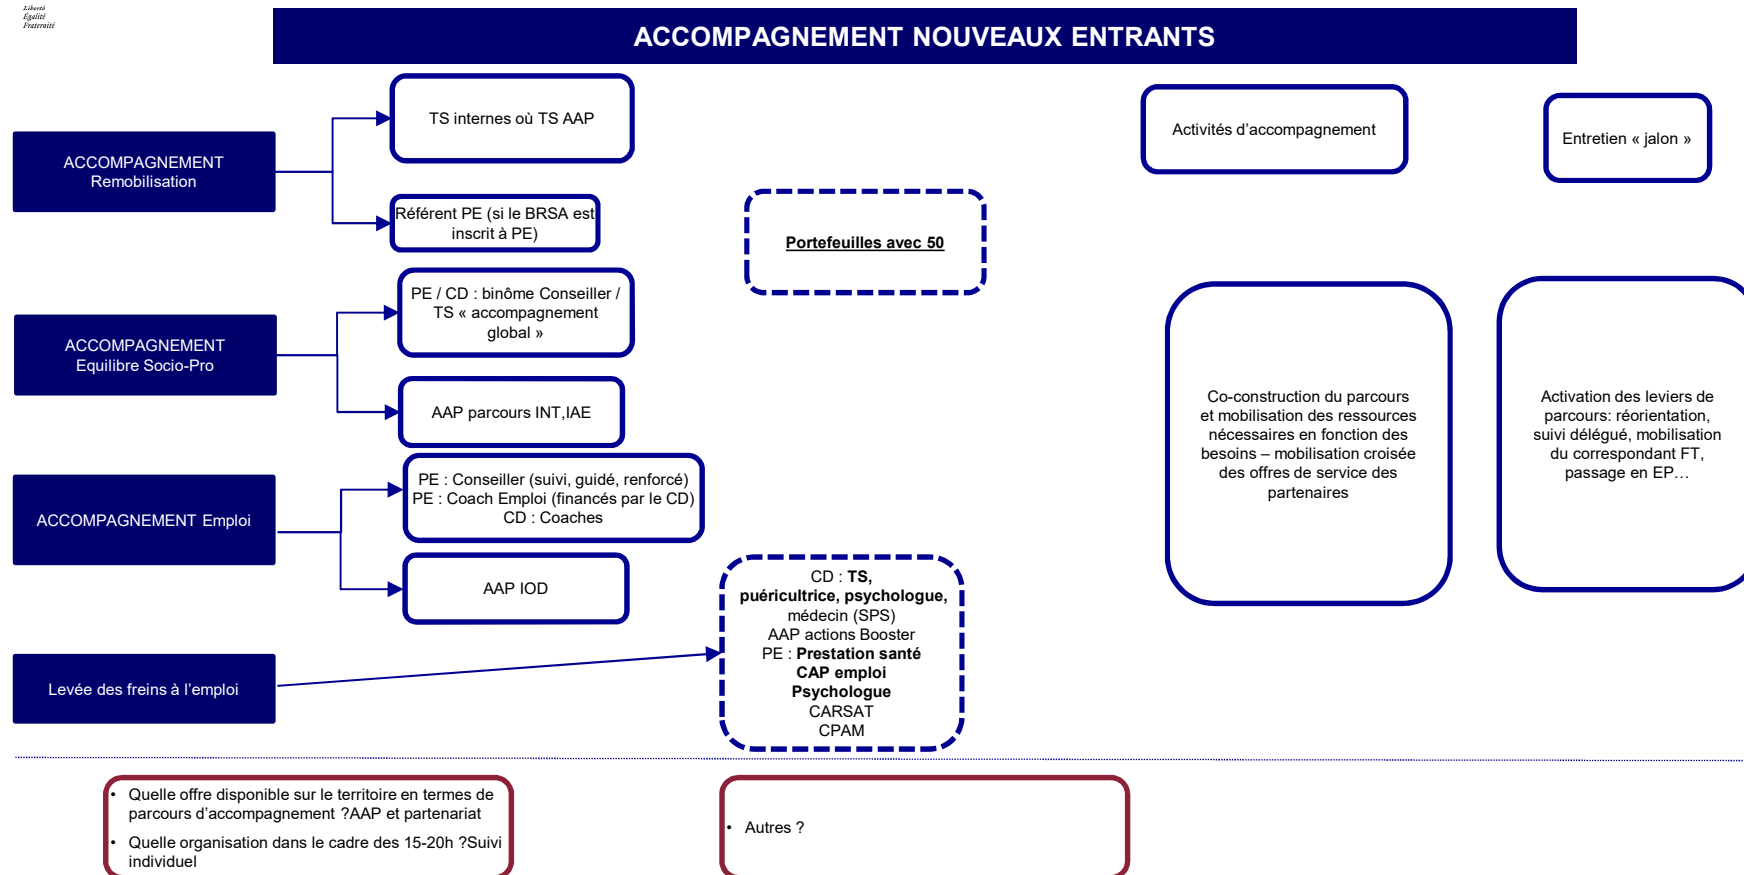 Liberté
Égalité
Fraternité
ACCOMPAGNEMENT NOUVEAUX ENTRANTS
ACCOMPAGNEMENT
Remobilisation
TS internes où TS AAP
Référent PE (si le BRSA est
inscrit à PE)
Portefeuilles avec 50
Activités d’accompagnement
Entretien « jalon »
ACCOMPAGNEMENT
Equilibre Socio-Pro
PE / CD : binôme Conseiller /
TS « accompagnement
global »
AAP parcours INT,IAE
Co-construction du parcours
et mobilisation des ressources
nécessaires en fonction des
besoins – mobilisation croisée
des offres de service des
partenaires
Activation des leviers de
parcours: réorientation,
suivi délégué, mobilisation
du correspondant FT,
passage en EP…
ACCOMPAGNEMENT Emploi
PE : Conseiller (suivi, guidé, renforcé)
PE : Coach Emploi (financés par le CD)
CD : Coaches
AAP IOD
Levée des freins à l’emploi
CD : TS,
puéricultrice, psychologue,
médecin (SPS)
AAP actions Booster
PE : Prestation santé
CAP emploi
Psychologue
CARSAT
CPAM
• Quelle offre disponible sur le territoire en termes de
parcours d’accompagnement ?AAP et partenariat
• Quelle organisation dans le cadre des 15-20h ?Suivi
individuel
• Autres ?